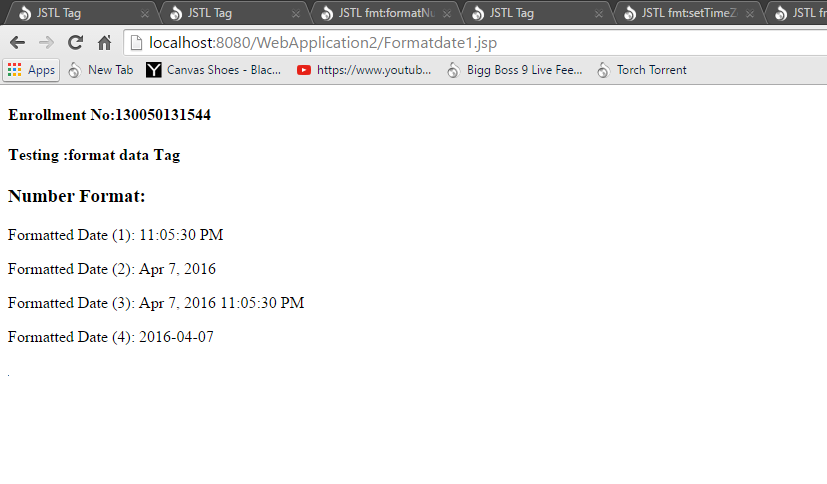 JSTL Tag
JSTL Tag
JSTL fmt:formatNu
JSTL Tag
JSTL fmt:setTimeZ
JSTL fm
localhost:8080/WebApplication2/Formatdate1.jsp
Apps
New Tab
Canvas Shoes - Blac...
https://www.youtub...
Bigg Boss 9 Live Fee...
Torch Torrent
Enrollment No:130050131544
Testing :format data Tag
Number Format:
Formatted Date (1): 11:05:30 PM
Formatted Date (2): Apr 7, 2016
Formatted Date (3): Apr 7, 2016 11:05:30 PM
Formatted Date (4): 2016-04-07
.